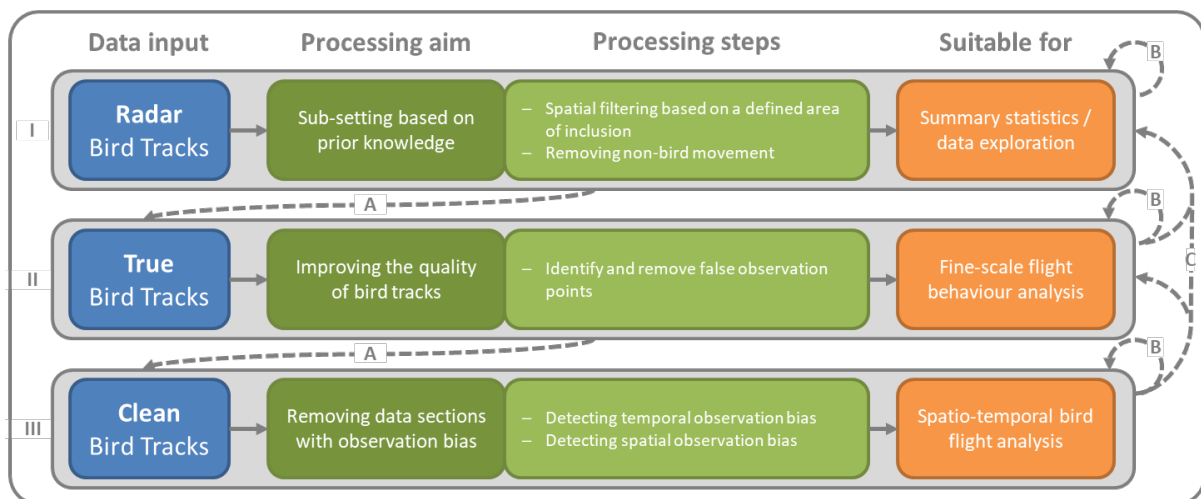 Data input
Processing aim
Processing steps
Suitable for
B
I
Radar
Bird Tracks
Sub-setting based on
prior knowledge
– Spatial filtering based on a defined area
of inclusion
– Removing non-bird movement
Summary statistics /
data exploration
A
B
II
True
Bird Tracks
Improving the quality
of bird tracks
– Identify and remove false observation
points
Fine-scale flight
behaviour analysis
C
A
B
III
Clean
Bird Tracks
Removing data sections
with observation bias
– Detecting temporal observation bias
– Detecting spatial observation bias
Spatio-temporal bird
flight analysis